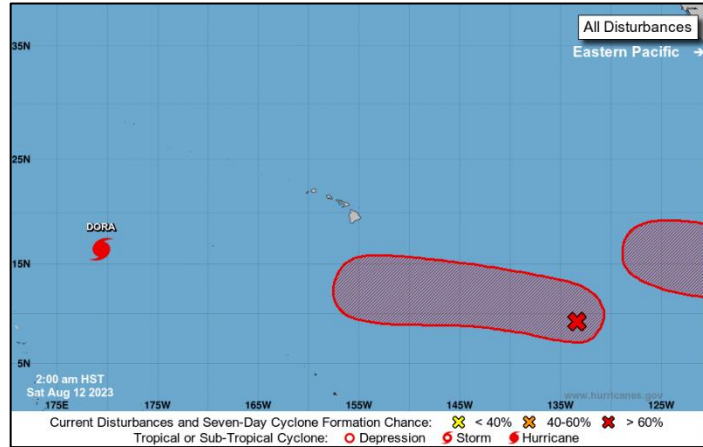 All Disturbances
Eastern Pacific →
35N
25N
DORA
15N
5N
2:00 am HST
Sat Aug 12 2023
www.hurricanes.gov
175E 175W 165W 155W 145W 135W 125W
Current Disturbances and Seven-Day Cyclone Formation Chance: < 40% 40-60% > 60%
Tropical or Sub-Tropical Cyclone: Depression Storm Hurricane